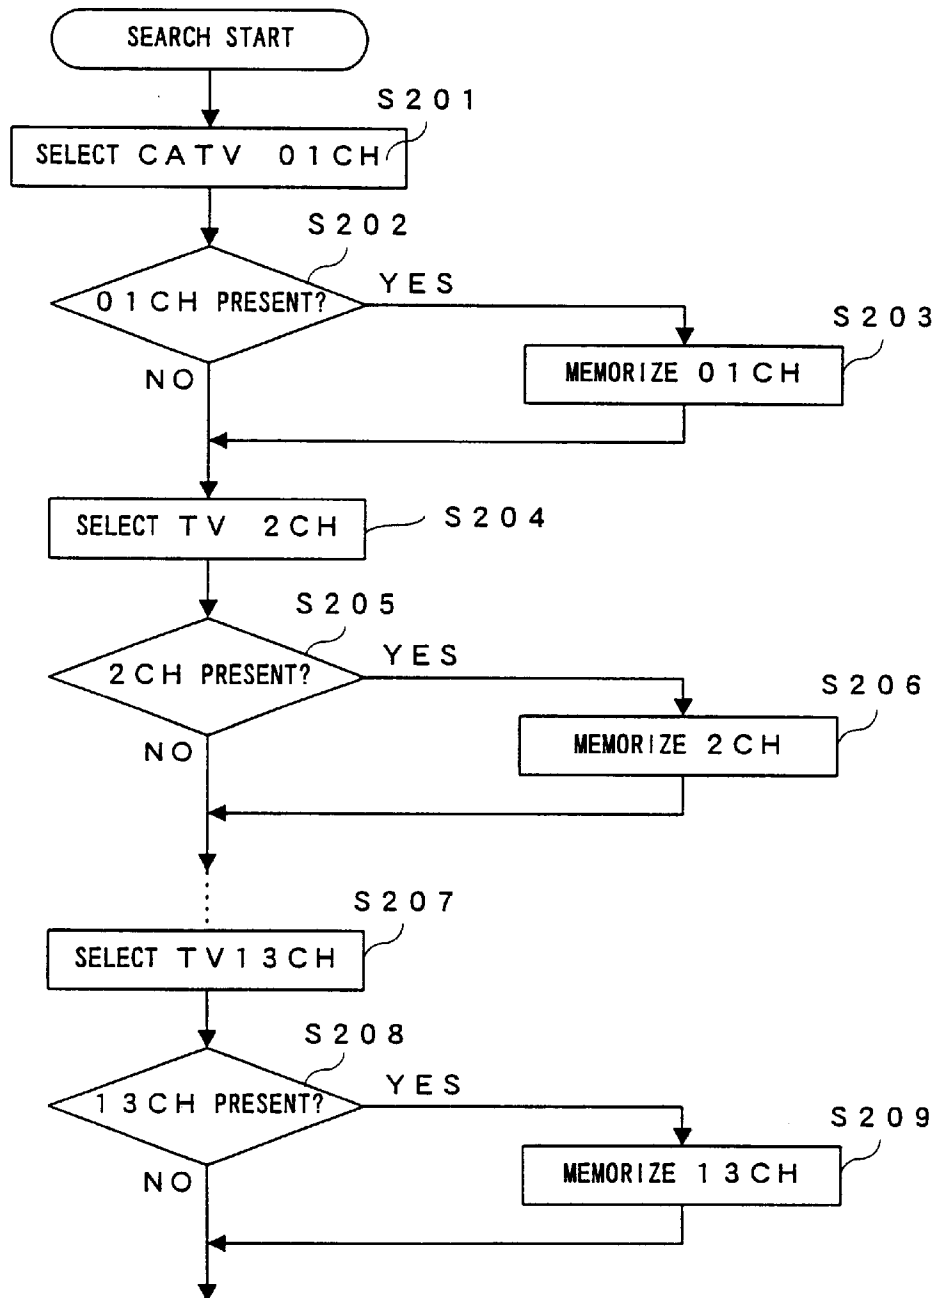 SEARCH START
S201
SELECT CATV 01CH
S202
01CH PRESENT?
YES
S203
MEMORIZE 01CH
NO
SELECT TV 2CH
S204
S205
2CH PRESENT?
YES
S206
MEMORIZE 2CH
NO
S207
SELECT TV13CH
S208
13CH PRESENT?
YES
S209
MEMORIZE 13CH
NO